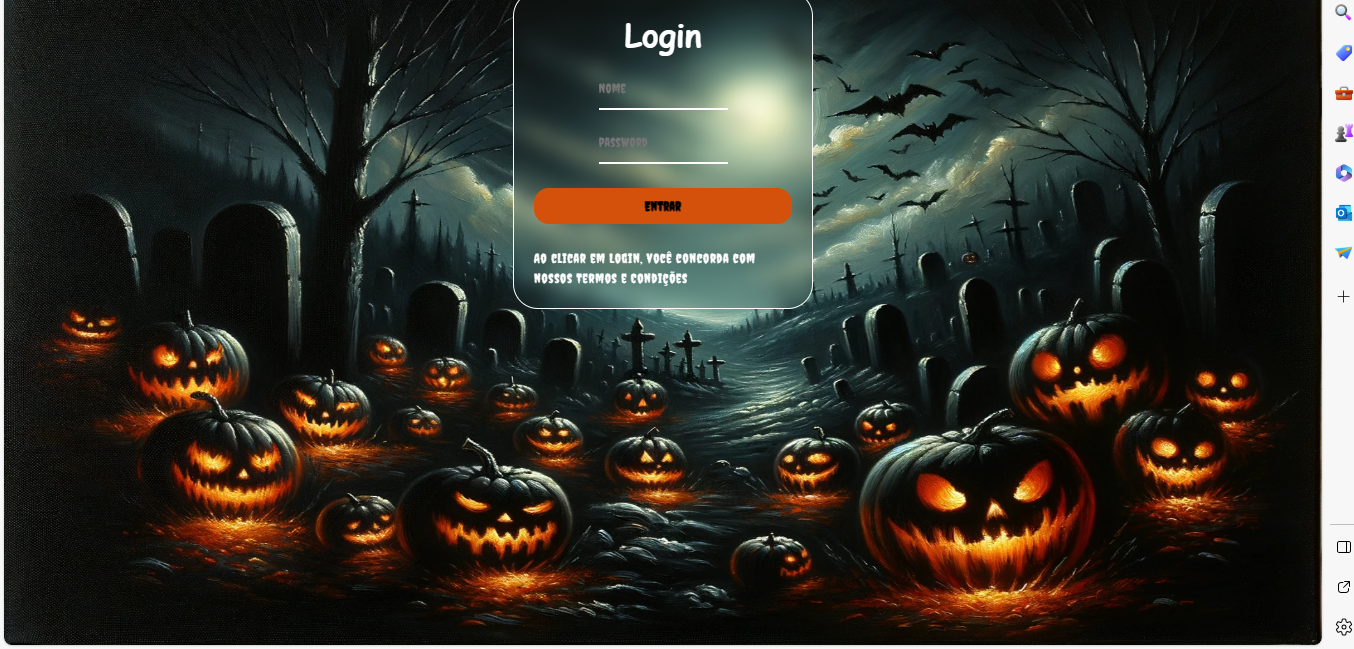 Login
NOME
PASSWORD
ENTRAR
AO CLICAR EM LOGIN, VOCÊ CONCORDA COM
NOSSOS TERMOS E CONDIÇÕES